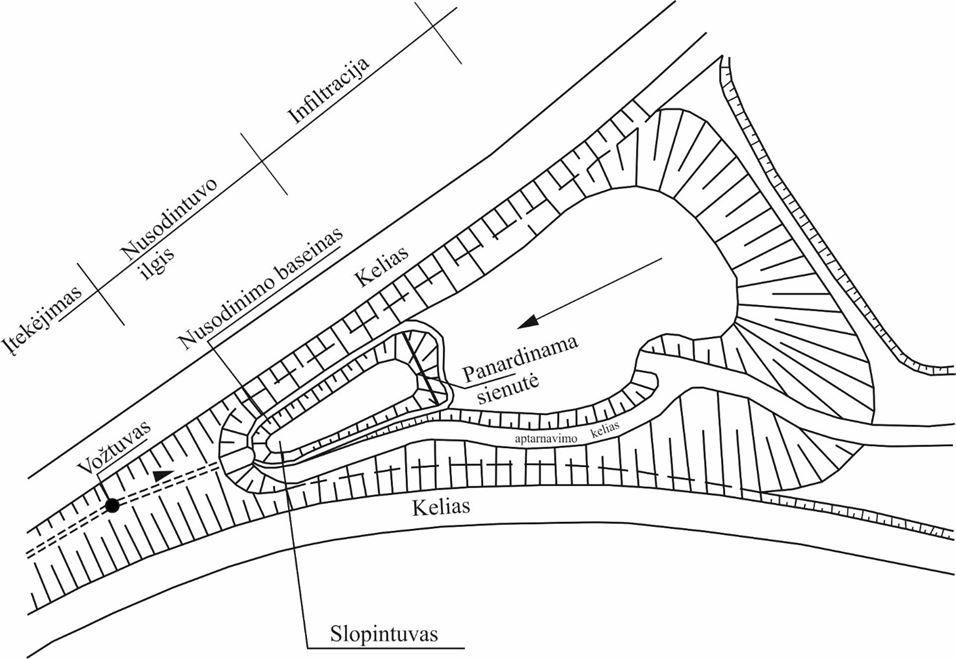 Infiltracija
Nusodintuvo
ilgis
Įtekėjimas
Nusodinimo baseinas
Kelias
Panardinama
sienutė
Vožtuvas
aptarnavimo kelias
Kelias
Slopintuvas